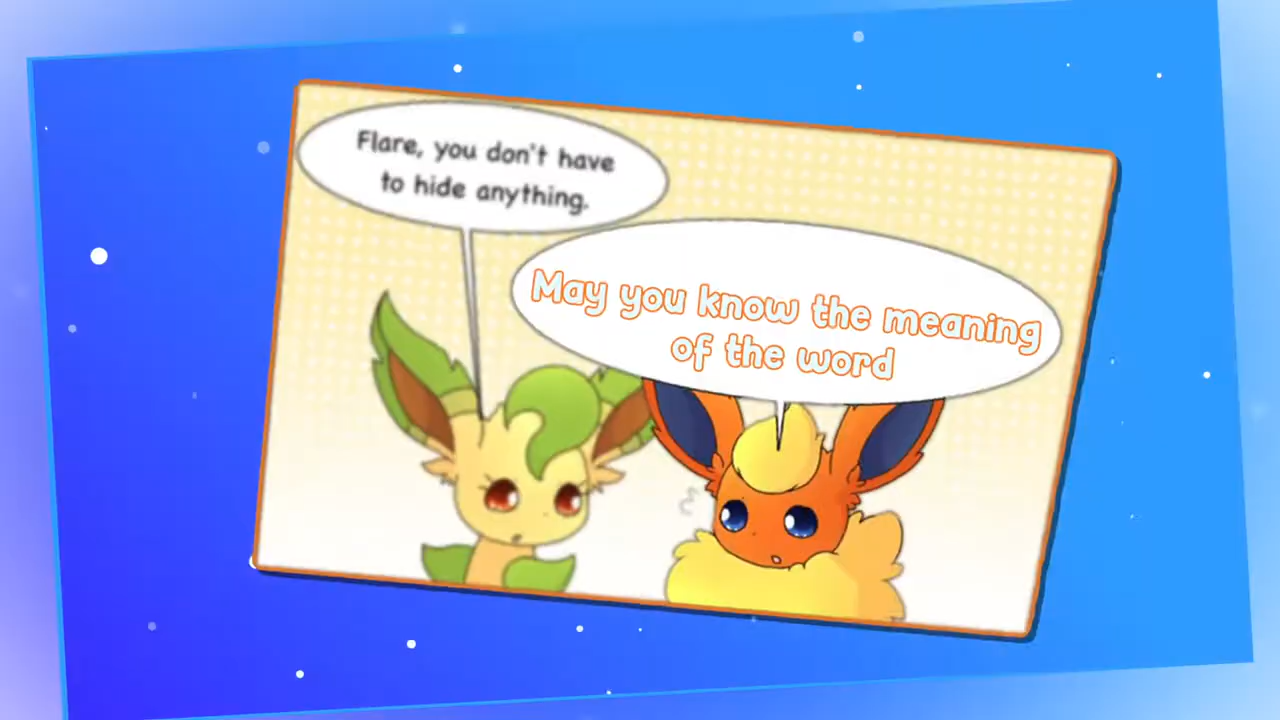 Flare, you don't have
to hide anything.
May you know the meaning
of the word